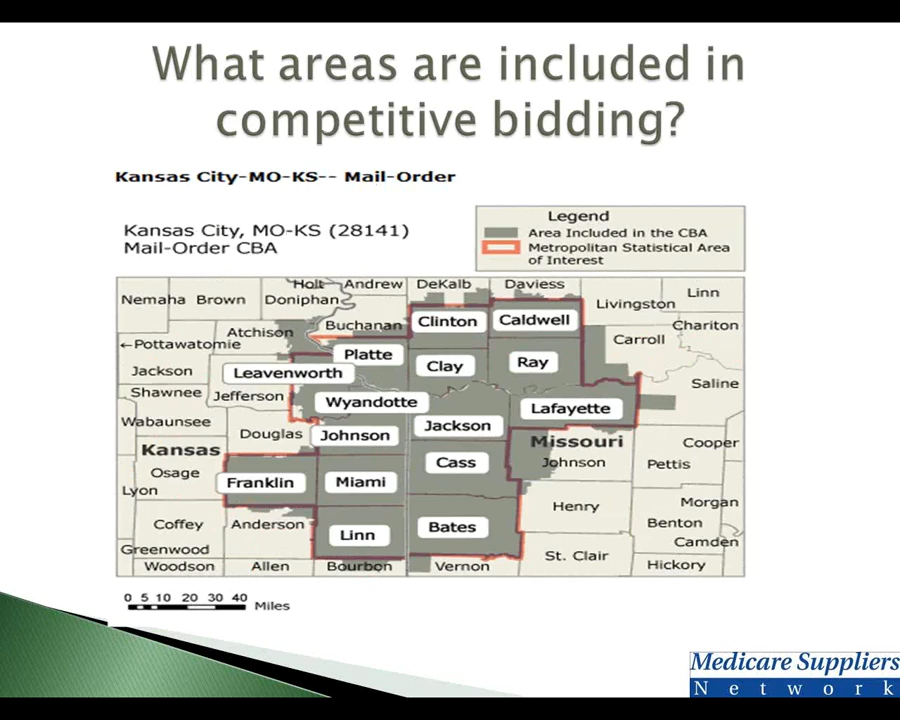 What areas are included in
competitive bidding?
Kansas City-MO-KS-- Mail-Order
Kansas City, MO-KS (28141)
Mail-Order CBA
Legend
Area Included in the CBA
Metropolitan Statistical Area
of Interest
Holt Andrew DeKalb Daviess
Nemaha Brown Doniphan Livingston Linn
Buchanan Clinton Caldwell Chariton
Atchison Carroll
←Pottawatomie
Platte Clay Ray
Jackson Leavenworth Saline
Shawnee Jefferson Wyandotte Lafayette
Wabaunsee Douglas Johnson Jackson
Kansas Missouri Cooper
Osage Cass Johnson Pettis
Lyon Franklin Miami
Henry Morgan
Coffey Anderson Linn Bates Benton
Camden
Greenwood St. Clair
Woodson Allen Bourbon Vernon Hickory
0 5 10 20 30 40 Miles
Medicare Suppliers
Network